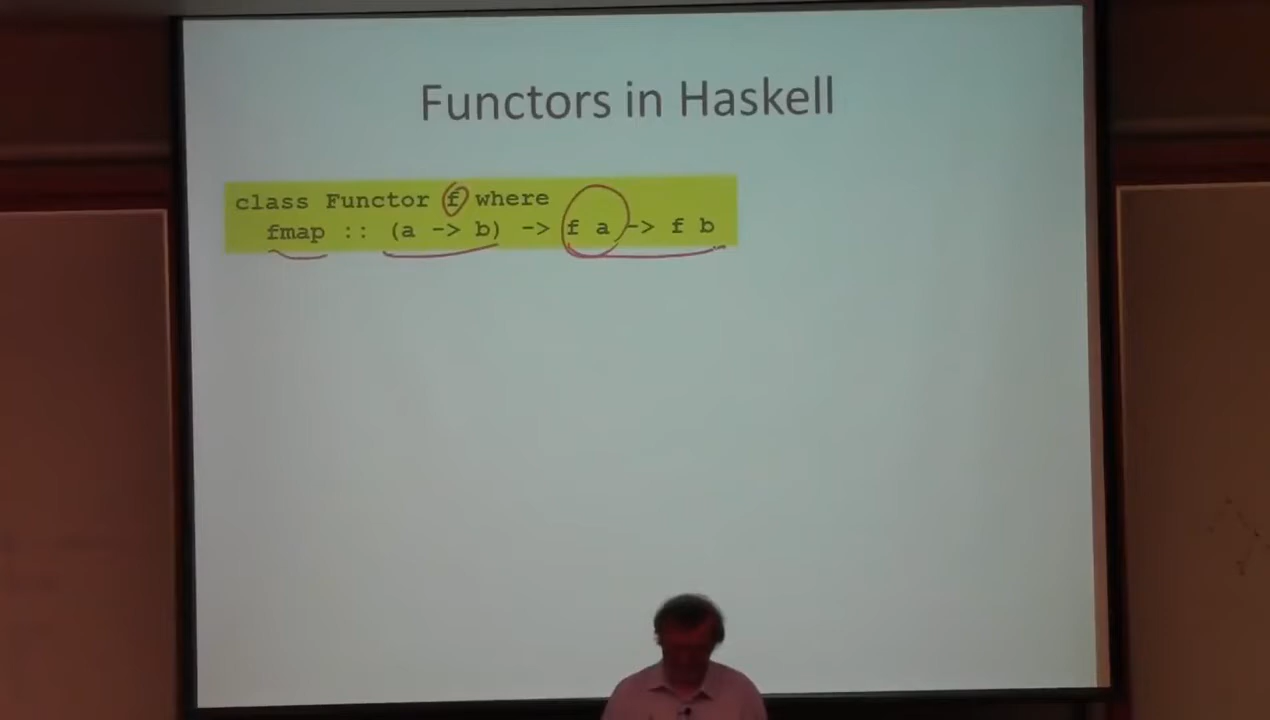 Functors in Haskell
class Functor f where
fmap :: (a -> b) -> f a -> f b